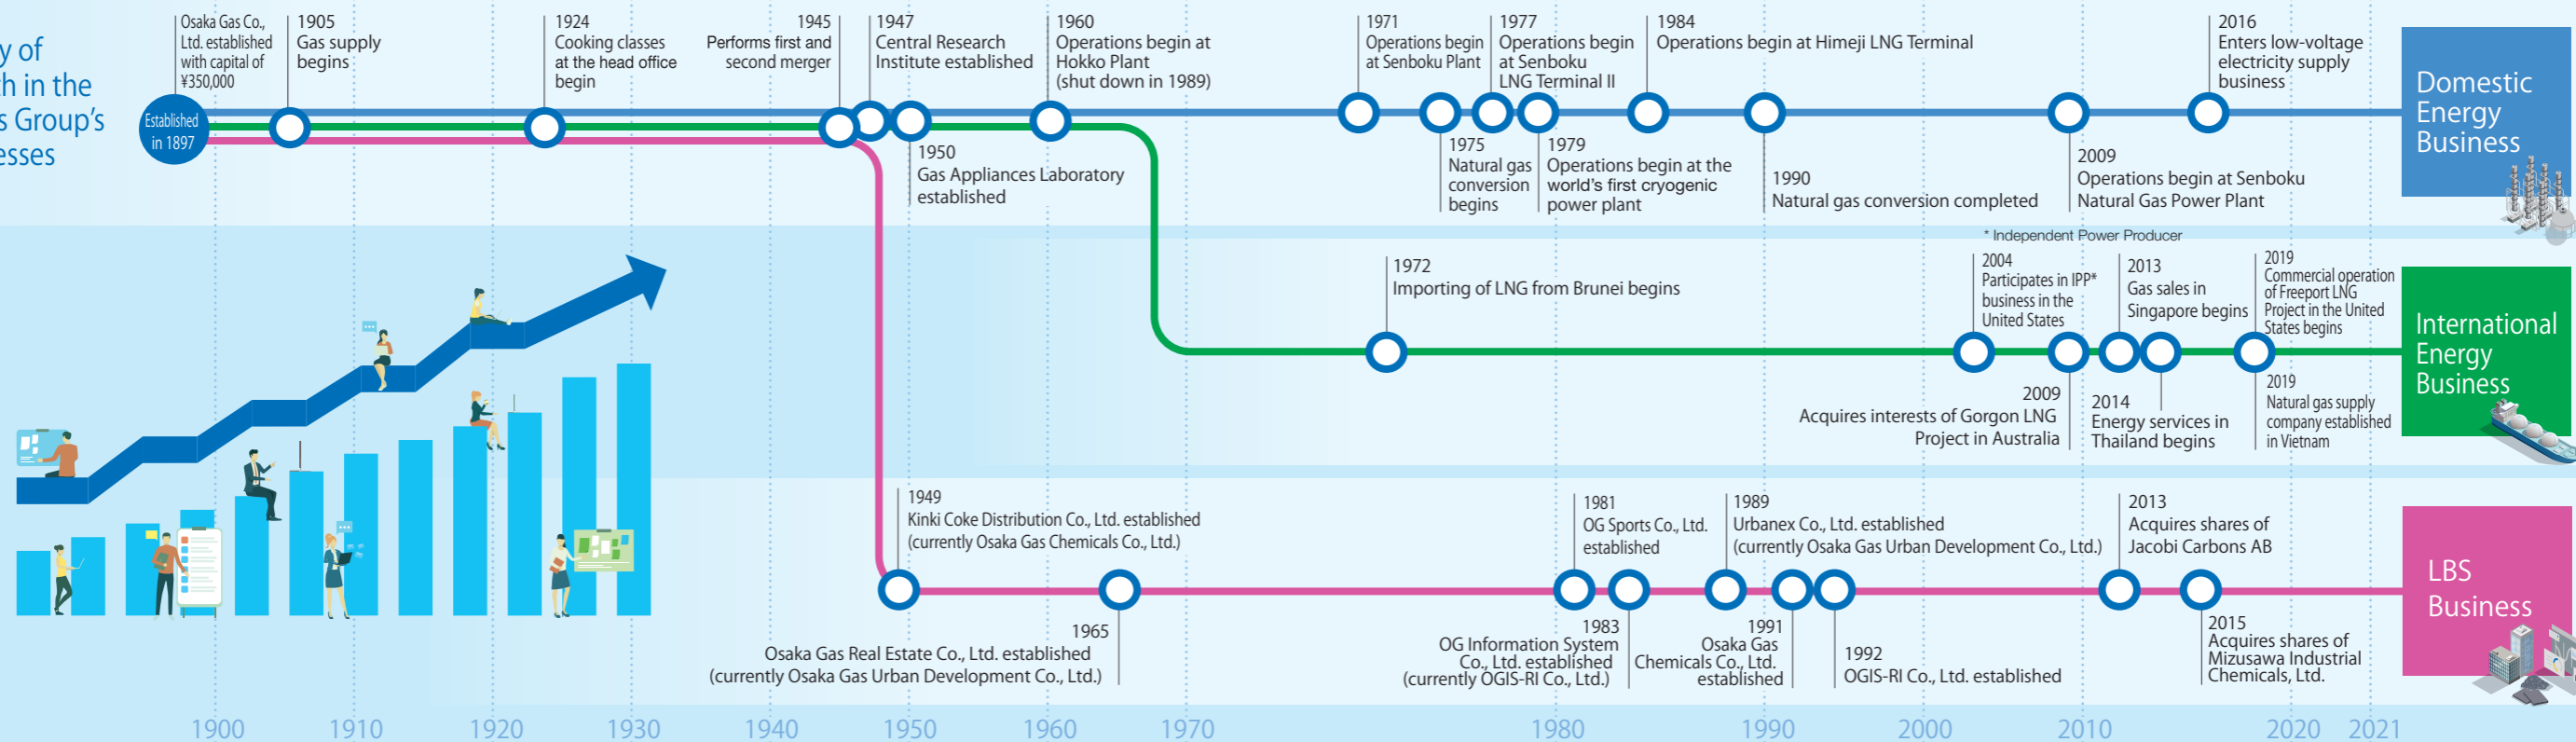 y of
h in the
s Group's
esses
Osaka Gas Co.,
Ltd. established
with capital of
¥350,000
Established
in 1897
1905
Gas supply
begins
1924
Cooking classes
at the head office
begin
1945
Performs first and
second merger
1947
Central Research
Institute established
1950
Gas Appliances Laboratory
established
1960
Operations begin at
Hokko Plant
(shut down in 1989)
1971
Operations begin
at Senboku Plant
1975
Natural gas
conversion
begins
1977
Operations begin
at Senboku
LNG Terminal II
1979
Operations begin at the
world's first cryogenic
power plant
1984
Operations begin at Himeji LNG Terminal
1990
Natural gas conversion completed
2009
Operations begin at Senboku
Natural Gas Power Plant
2016
Enters low-voltage
electricity supply
business
Domestic
Energy
Business
* Independent Power Producer
1972
Importing of LNG from Brunei begins
2004
Participates in IPP*
business in the
United States
2009
Acquires interests of Gorgon LNG
Project in Australia
2013
Gas sales in
Singapore begins
2014
Energy services in
Thailand begins
2019
Commercial operation
of Freeport LNG
Project in the United
States begins
2019
Natural gas supply
company established
in Vietnam
International
Energy
Business
1949
Kinki Coke Distribution Co., Ltd. established
(currently Osaka Gas Chemicals Co., Ltd.)
1965
Osaka Gas Real Estate Co., Ltd. established
(currently Osaka Gas Urban Development Co., Ltd.)
1981
OG Sports Co., Ltd.
established
1983
OG Information System
Co., Ltd. established
(currently OGIS-RI Co., Ltd.)
1989
Urbanex Co., Ltd. established
(currently Osaka Gas Urban Development Co., Ltd.)
1991
Osaka Gas
Chemicals Co., Ltd.
established
1992
OGIS-RI Co., Ltd. established
2013
Acquires shares of
Jacobi Carbons AB
2015
Acquires shares of
Mizusawa Industrial
Chemicals, Ltd.
LBS
Business
1900
1910
1920
1930
1940
1950
1960
1970
1980
1990
2000
2010
2020
2021